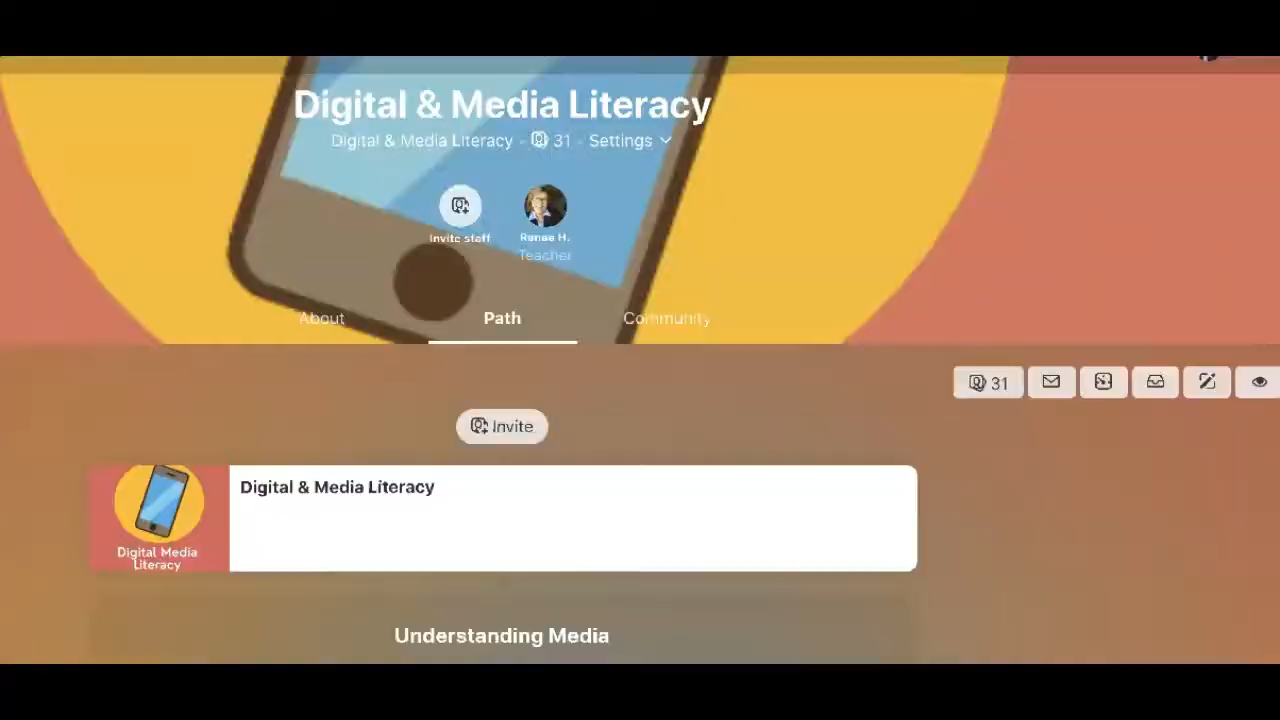 Digital & Media Literacy
Digital & Media Literacy - 31 - Settings
Invite staff
Renae H.
Teacher
About
Path
Community
31
Invite
Digital & Media Literacy
Digital Media
Literacy
Understanding Media